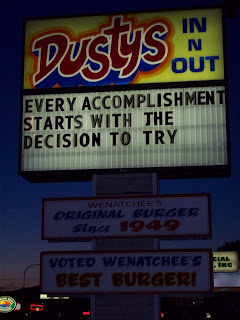 DUSTYS IN
N
OUT
EVERY ACCOMPLISHMENT
STARTS WITH THE
DECISION TO TRY
WENATCHEE'S
ORIGINAL BURGER
Since 1949
VOTED WENATCHEE'S
BEST BURGER!